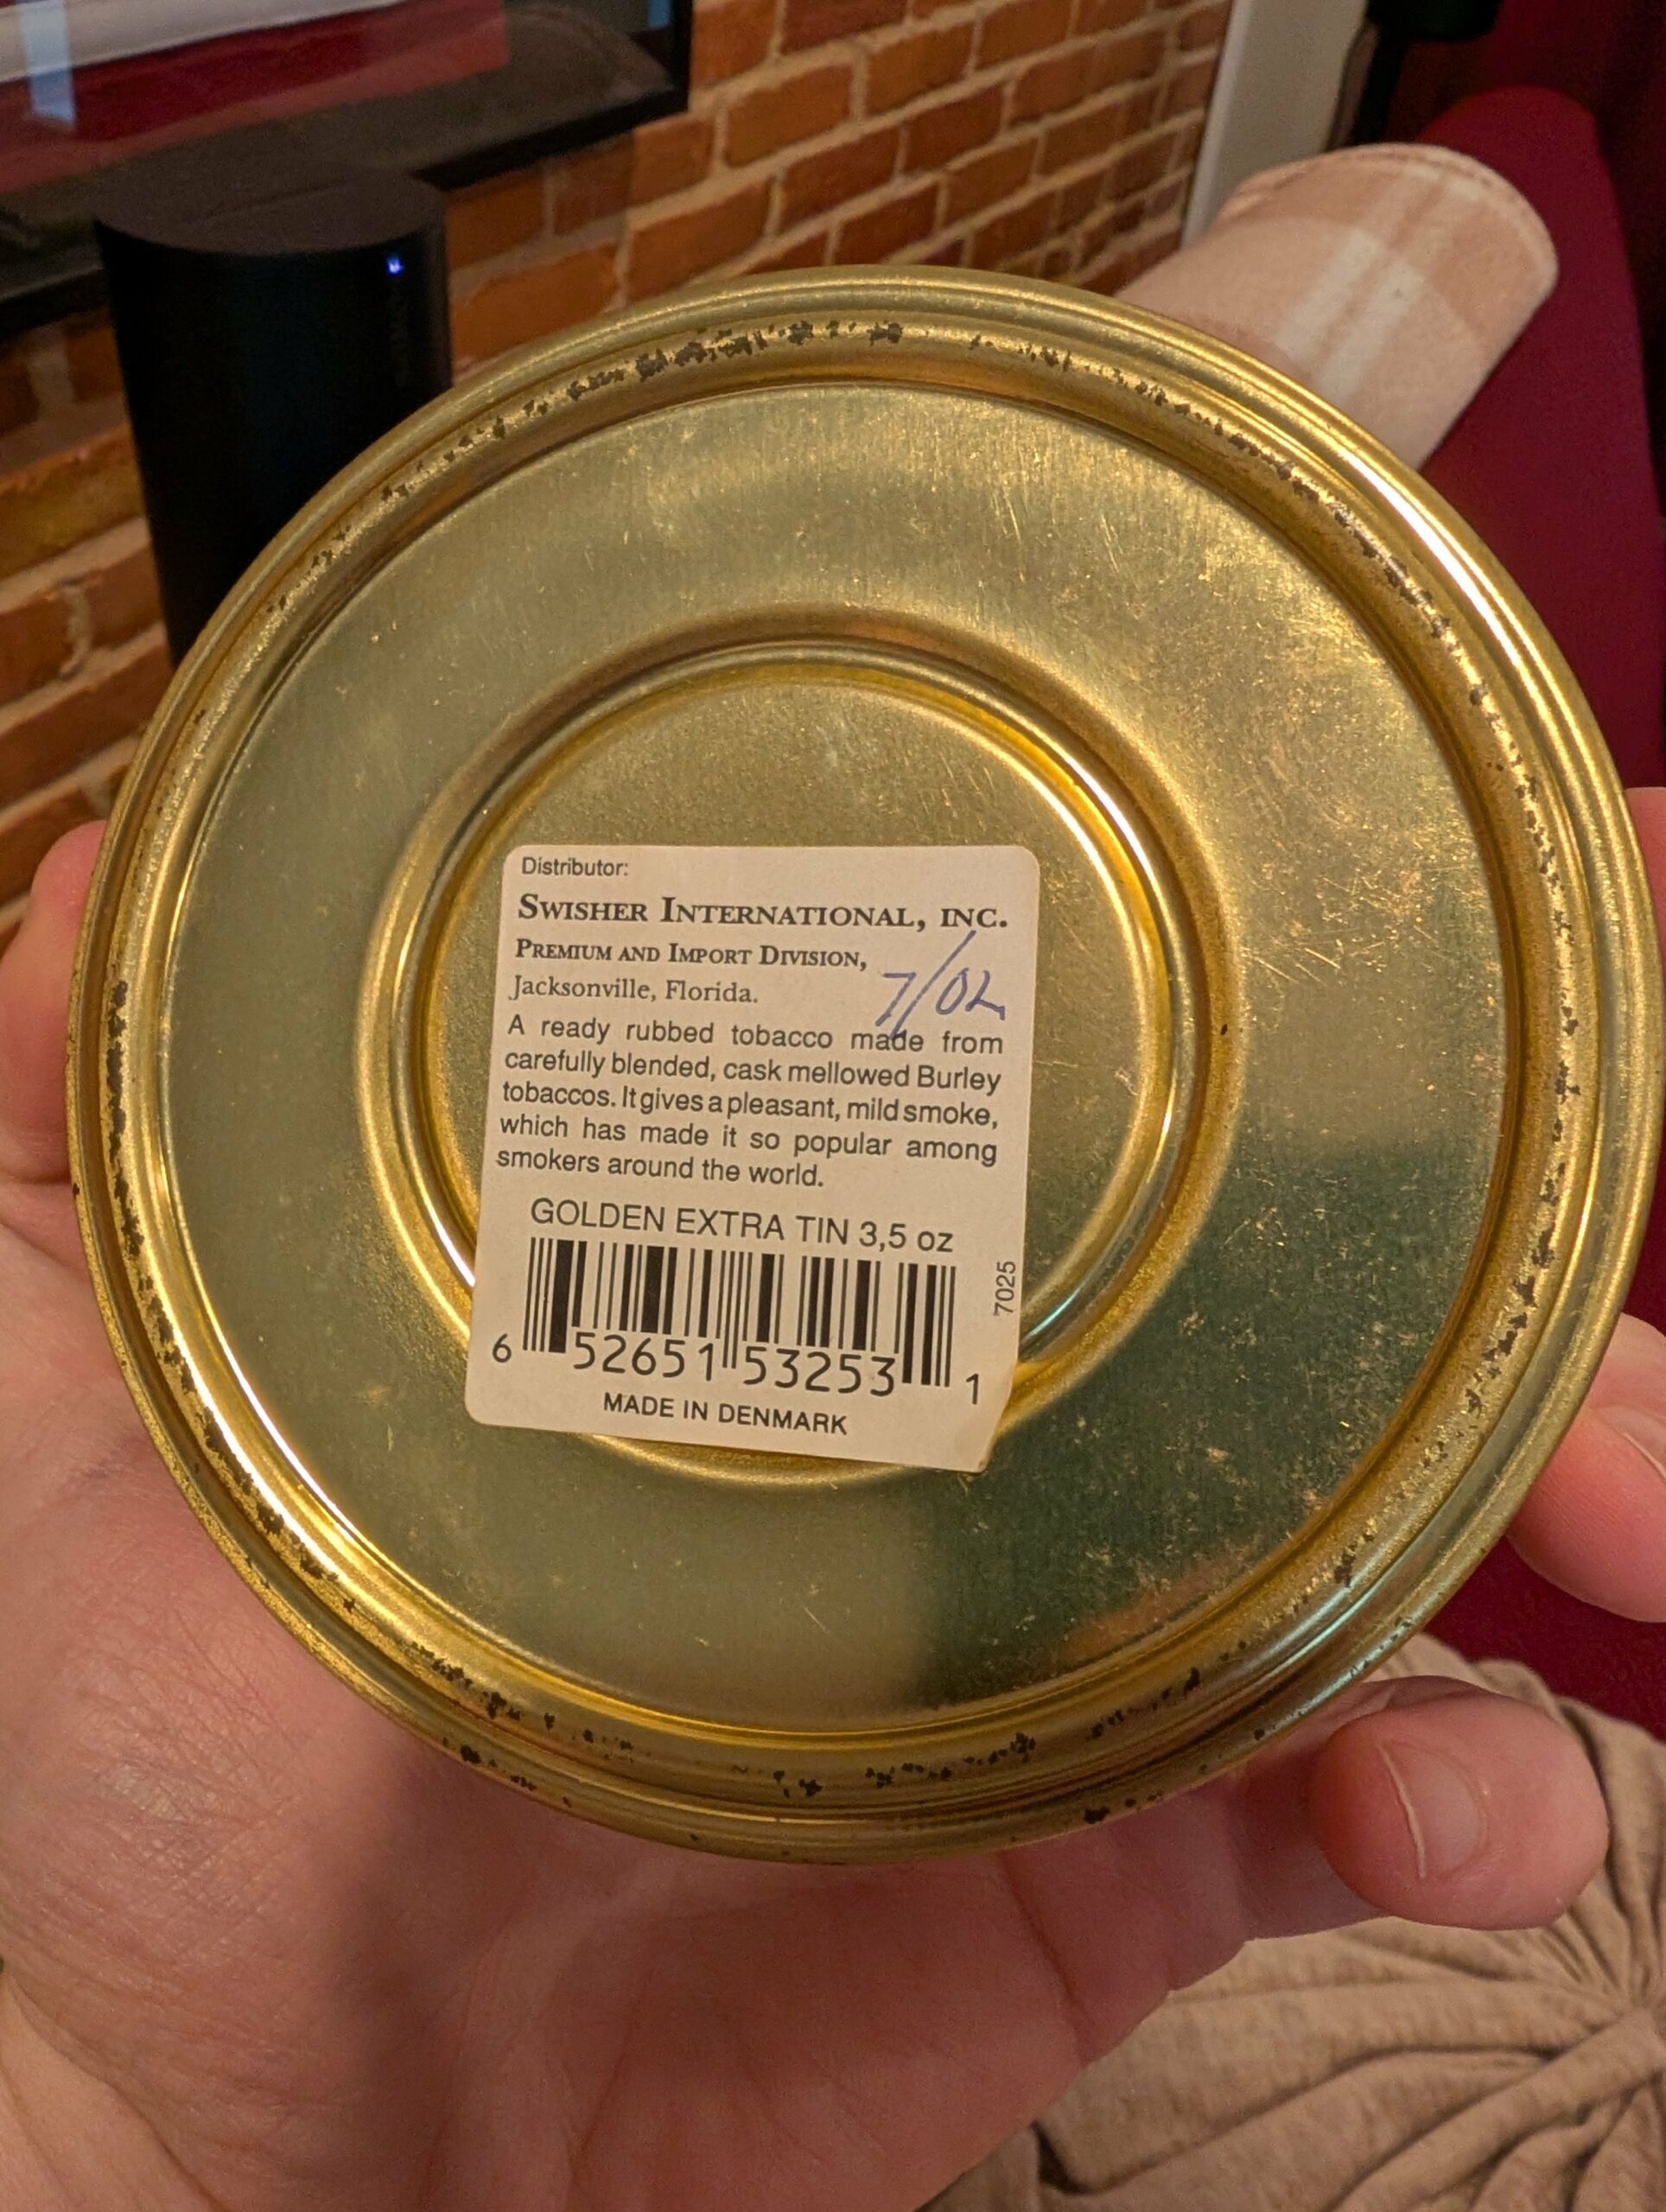 Distributor:
SWISHER INTERNATIONAL, INC.
PREMIUM AND IMPORT DIVISION,
Jacksonville, Florida.
7/02
A ready rubbed tobacco made from
carefully blended, cask mellowed Burley
tobaccos. It gives a pleasant, mild smoke,
which has made it so popular among
smokers around the world.
GOLDEN EXTRA TIN 3,5 oz
7025
6 52651 53253 1
MADE IN DENMARK